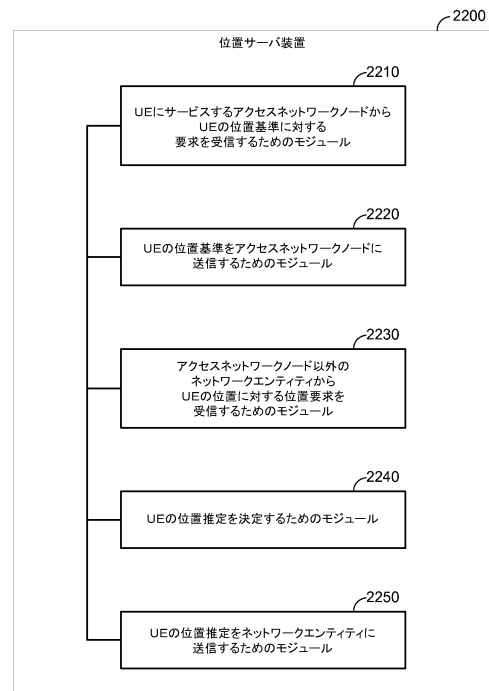 2200
位置サーバ装置
2210
UEにサービスするアクセスネットワークノードから
UEの位置基準に対する
要求を受信するためのモジュール
2220
UEの位置基準をアクセスネットワークノードに
送信するためのモジュール
2230
アクセスネットワークノード以外の
ネットワークエンティティから
UEの位置に対する位置要求を
受信するためのモジュール
2240
UEの位置推定を決定するためのモジュール
2250
UEの位置推定をネットワークエンティティに
送信するためのモジュール